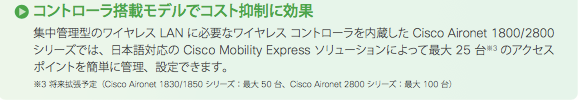 コントローラ搭載モデルでコスト抑制に効果
集中管理型のワイヤレス LAN に必要なワイヤレス コントローラを内蔵した Cisco Aironet 1800/2800
シリーズでは、日本語対応の Cisco Mobility Express ソリューションによって最大 25 台※3 のアクセス
ポイントを簡単に管理、設定できます。
※3 将来拡張予定（Cisco Aironet 1830/1850 シリーズ：最大 50 台、Cisco Aironet 2800 シリーズ：最大 100 台）